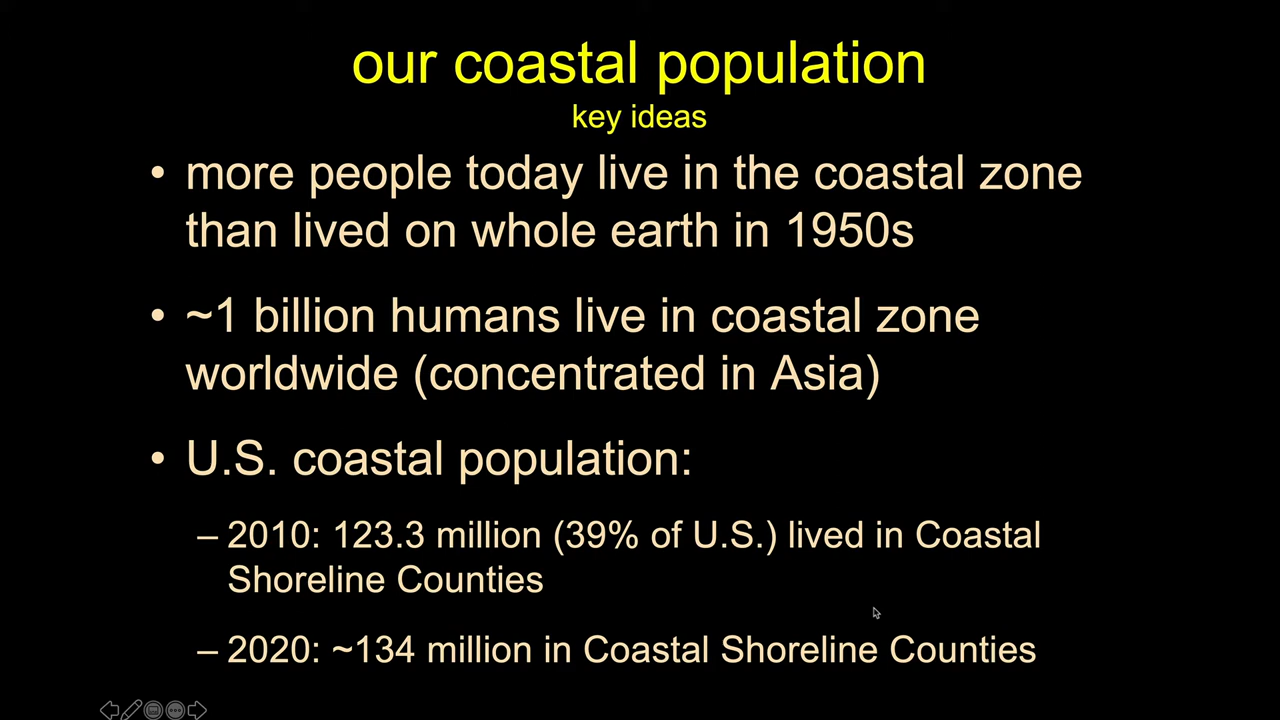 our coastal population
key ideas
• more people today live in the coastal zone
than lived on whole earth in 1950s
• ~1 billion humans live in coastal zone
worldwide (concentrated in Asia)
• U.S. coastal population:
– 2010: 123.3 million (39% of U.S.) lived in Coastal
Shoreline Counties
– 2020: ~134 million in Coastal Shoreline Counties